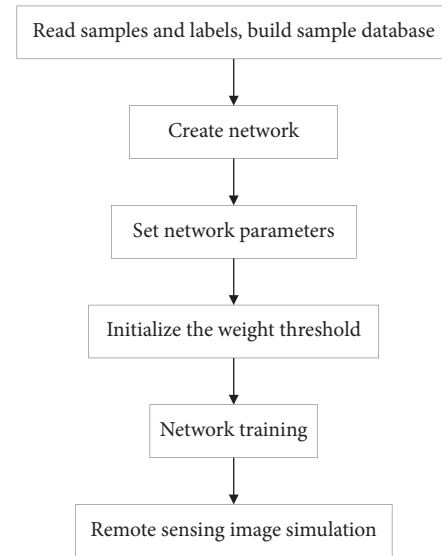 Read samples and labels, build sample database
Create network
Set network parameters
Initialize the weight threshold
Network training
Remote sensing image simulation